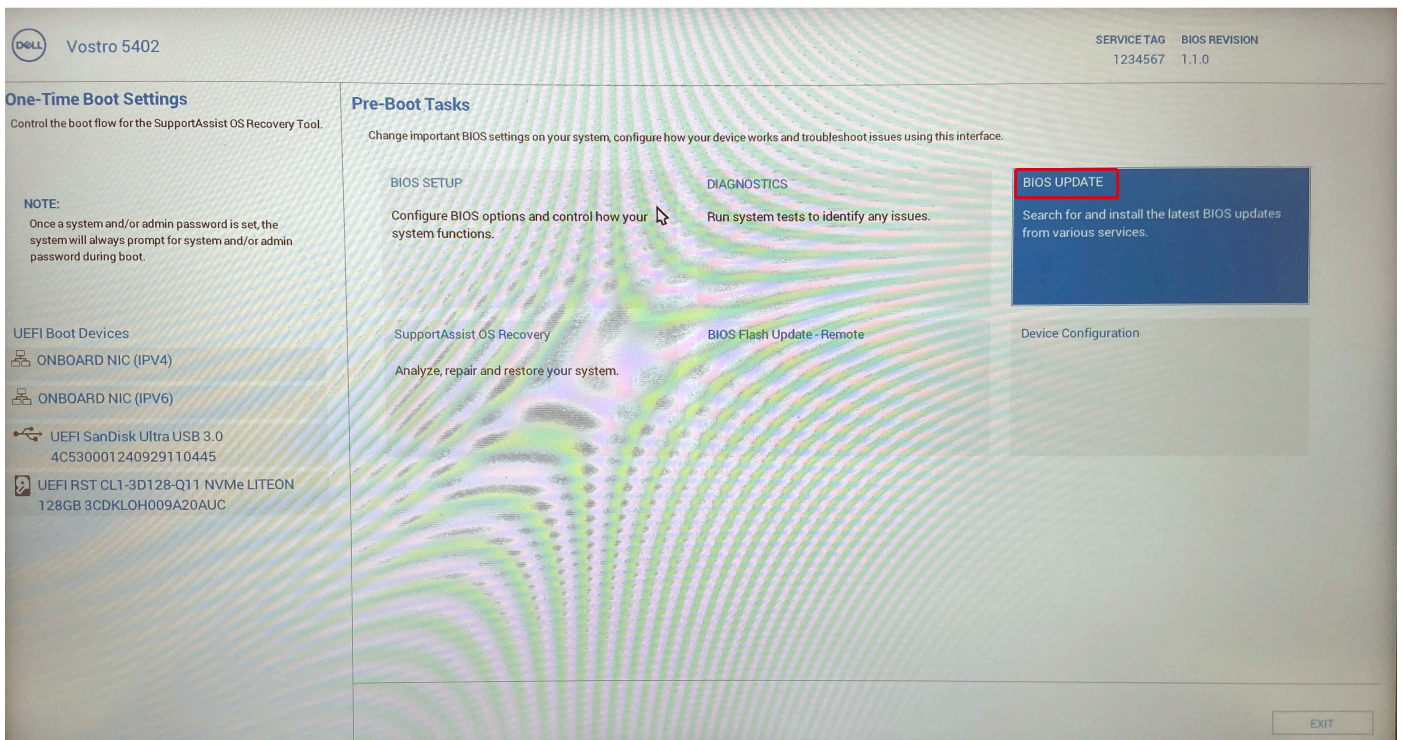 DELL
Vostro 5402
SERVICE TAG BIOS REVISION
1234567 1.1.0
One-Time Boot Settings
Control the boot flow for the SupportAssist OS Recovery Tool.
NOTE:
Once a system and/or admin password is set, the
system will always prompt for system and/or admin
password during boot.
UEFI Boot Devices
ONBOARD NIC (IPV4)
ONBOARD NIC (IPV6)
UEFI SanDisk Ultra USB 3.0
4C530001240929110445
UEFI RST CL1-3D128-Q11 NVMe LITEON
128GB 3CDKLOH009A20AUC
Pre-Boot Tasks
Change important BIOS settings on your system, configure how your device works and troubleshoot issues using this interface.
BIOS SETUP
Configure BIOS options and control how your
system functions.
DIAGNOSTICS
Run system tests to identify any issues.
BIOS UPDATE
Search for and install the latest BIOS updates
from various services.
SupportAssist OS Recovery
Analyze, repair and restore your system.
BIOS Flash Update - Remote
Device Configuration
EXIT